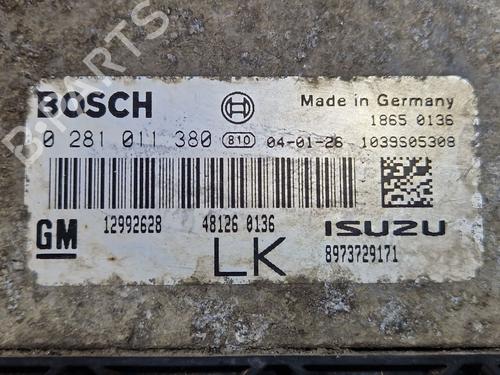 B-PARTS
BOSCH
Made in Germany
1865 0136
0 281 011 380 810 04-01-26 1039S05308
12992628 48126 0136
GM
ISUZU
LK
8973729171